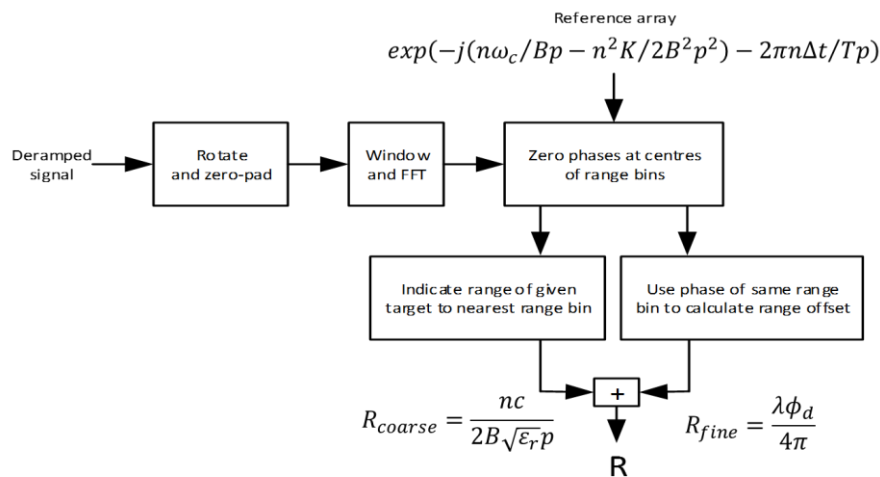 Reference array
exp(−j(nω_c/Bp − n²K/2B²p²) − 2πnΔt/Tp)
Deramped
signal
Rotate
and zero-pad
Window
and FFT
Zero phases at centres
of range bins
Indicate range of given
target to nearest range bin
Use phase of same range
bin to calculate range offset
+
R_coarse = nc/2B√ε_r p
R_fine = λϕ_d/4π
R